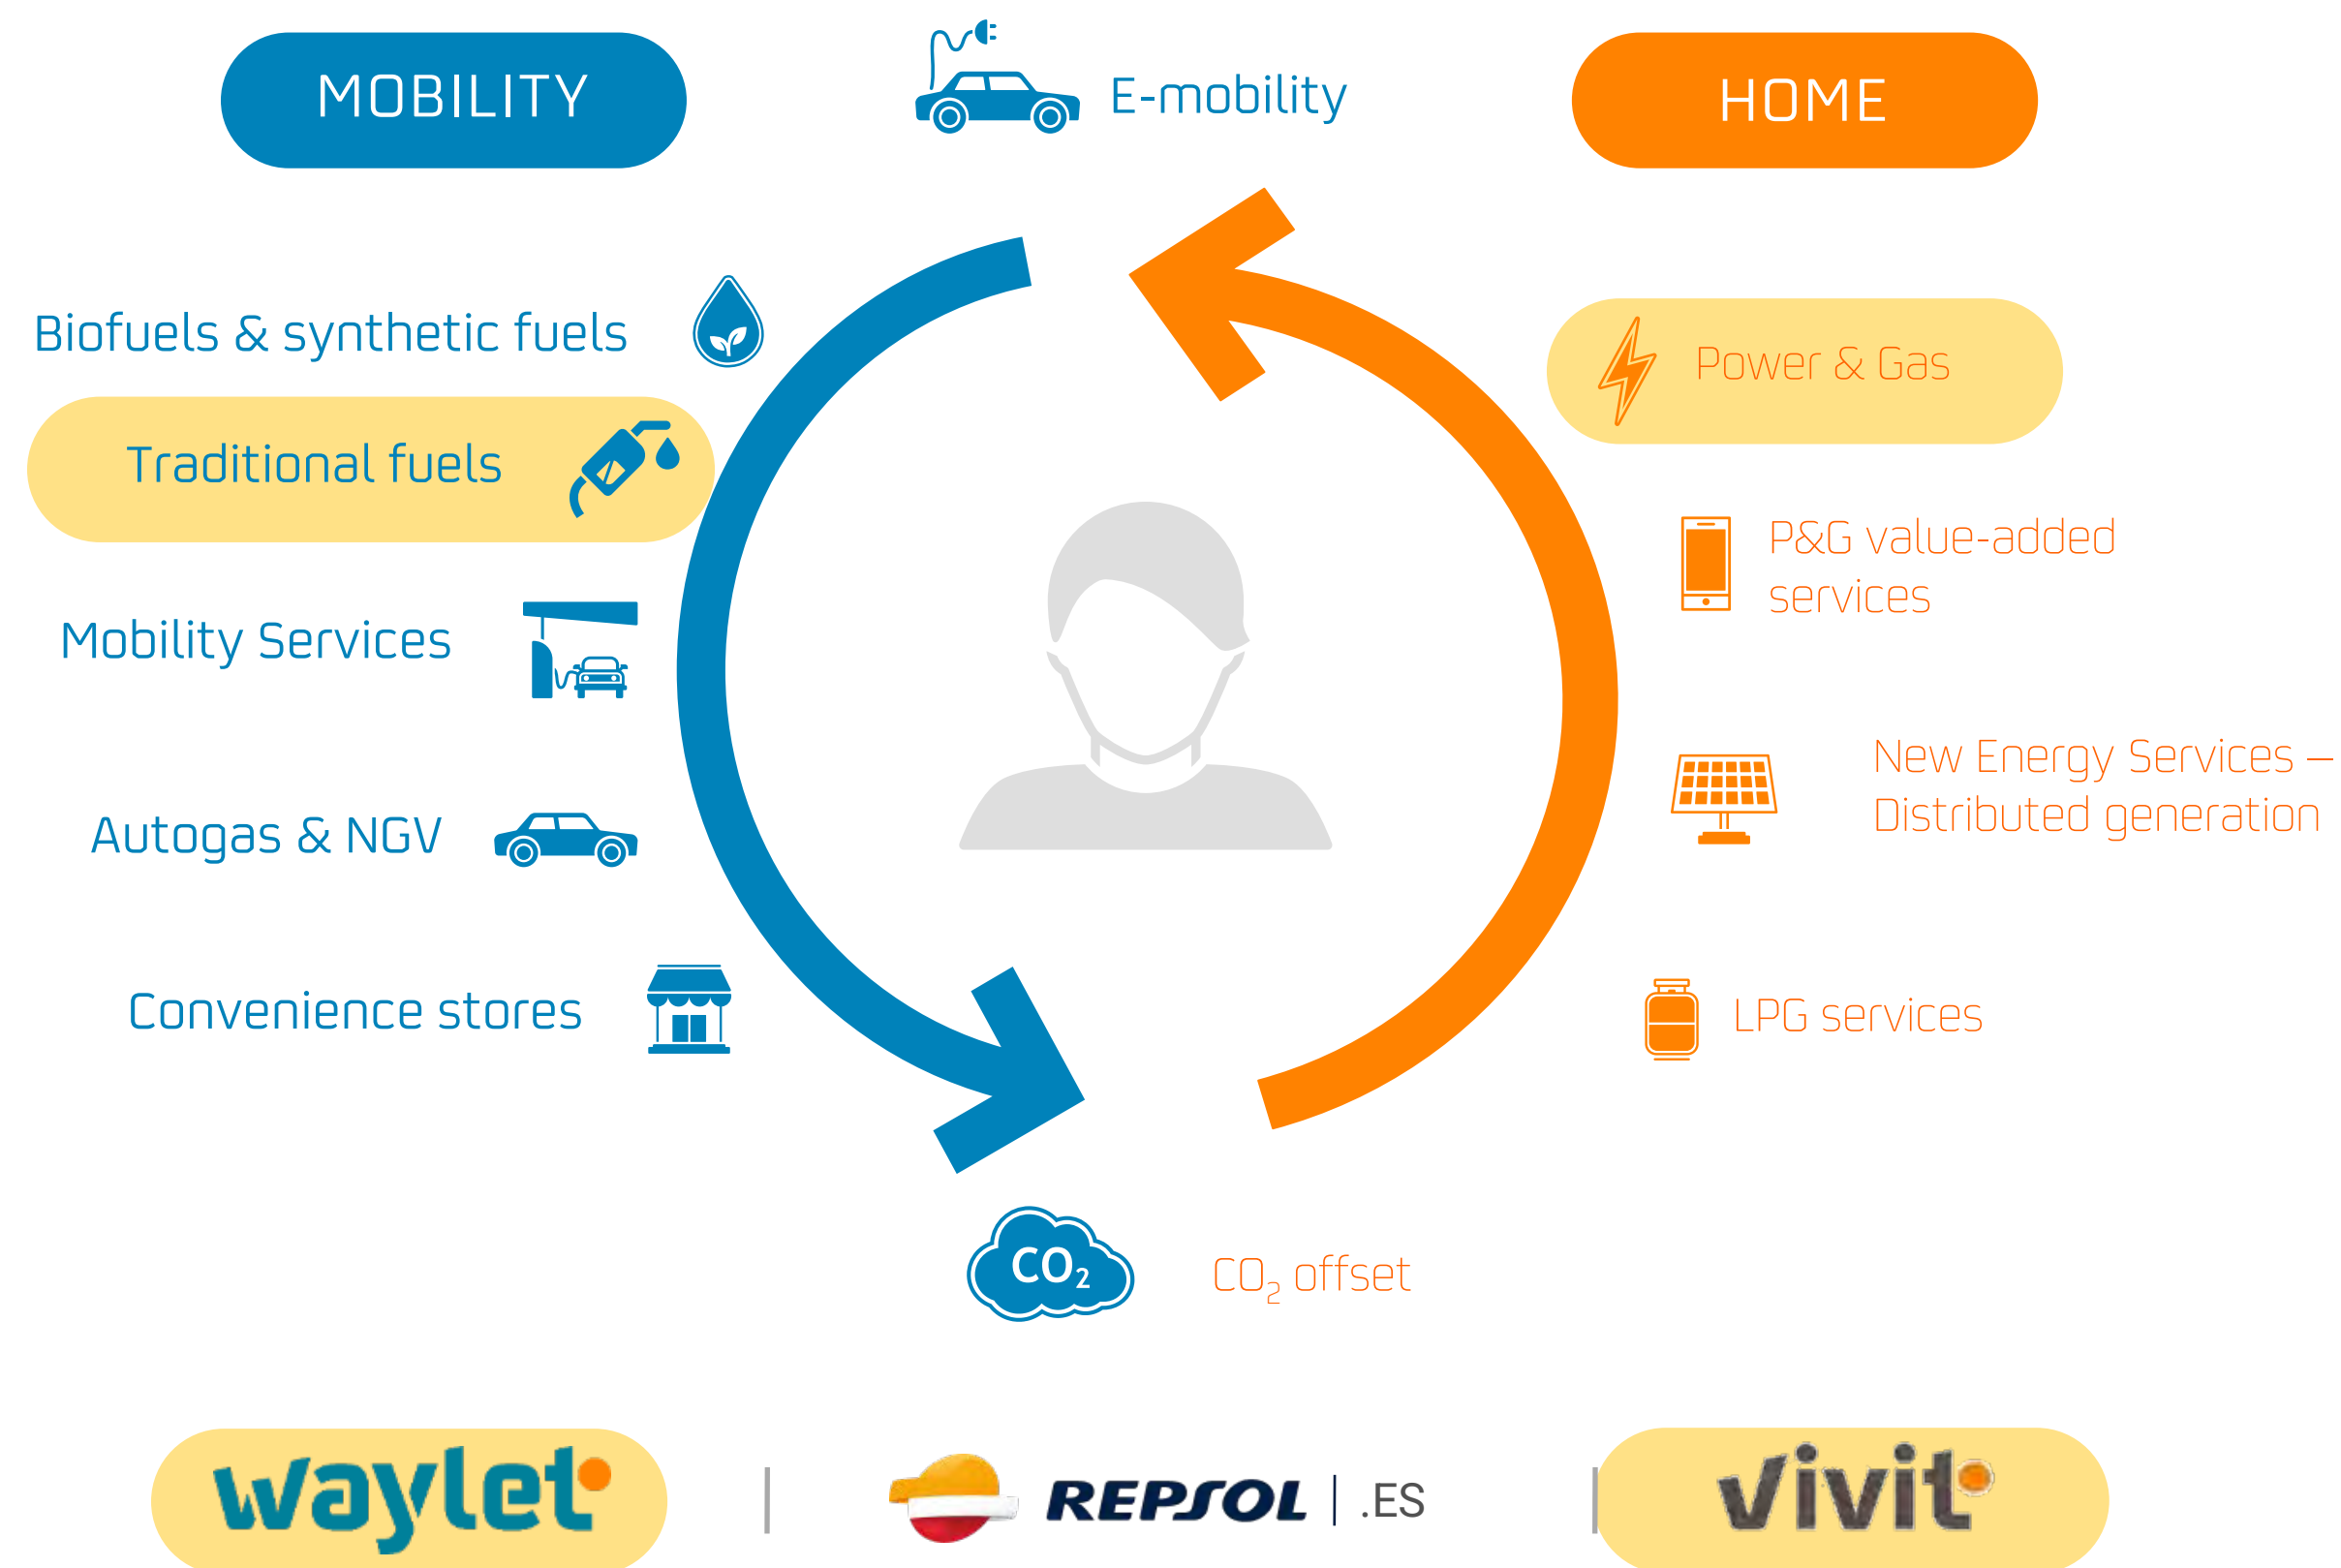 MOBILITY
E-mobility
HOME
Biofuels & synthetic fuels
Traditional fuels
Mobility Services
Autogas & NGV
Convenience stores
Power & Gas
P&G value-added
services
New Energy Services –
Distributed generation
LPG services
CO₂
CO₂ offset
waylet
REPSOL | .ES
vivit